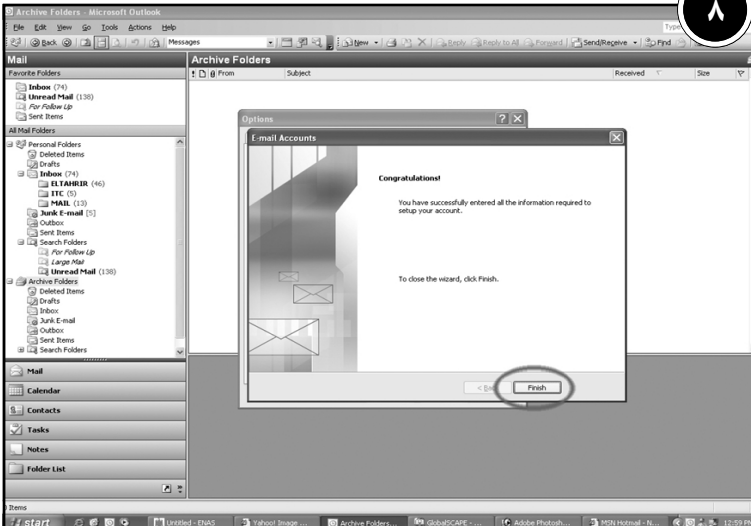 ٨
Archive Folders - Microsoft Outlook
File Edit View Go Tools Actions Help
Back Messages New Reply Reply to All Forward Send/Receive Find
Mail
Archive Folders
Favorite Folders
From Subject Received Size
Inbox (74)
Unread Mail (138)
For Follow Up
Sent Items
All Mail Folders
Personal Folders
Deleted Items
Drafts
Inbox (74)
ELTAHRIR (46)
ITC (5)
MAIL (13)
Junk E-mail [5]
Outbox
Sent Items
Search Folders
For Follow Up
Large Mail
Unread Mail (138)
Archive Folders
Deleted Items
Drafts
Inbox
Junk E-mail
Outbox
Sent Items
Search Folders
Options
E-mail Accounts
Congratulations!
You have successfully entered all the information required to
setup your account.
To close the wizard, click Finish.
Finish
Mail
Calendar
Contacts
Tasks
Notes
Folder List
Items
start Untitled - ENAS Yahoo! Image ... Archive Folders... GlobalSCAPE - ... Adobe Photosh... MSN Hotmail - N... 12:59 PM